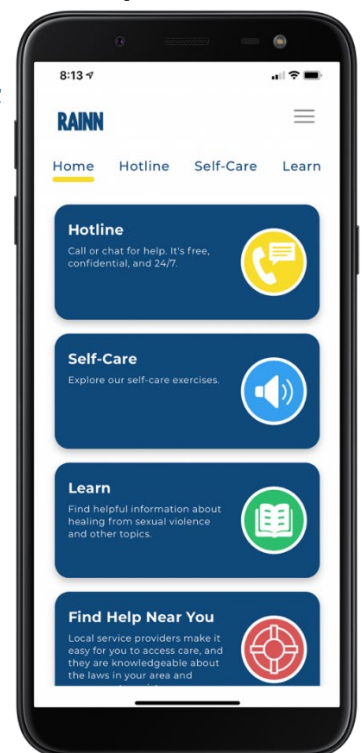 8:13
RAINN
Home Hotline Self-Care Learn
Hotline
Call or chat for help. It's free,
confidential, and 24/7.
Self-Care
Explore our self-care exercises.
Learn
Find helpful information about
healing from sexual violence
and other topics.
Find Help Near You
Local service providers make it
easy for you to access care, and
they are knowledgeable about
the laws in your area and